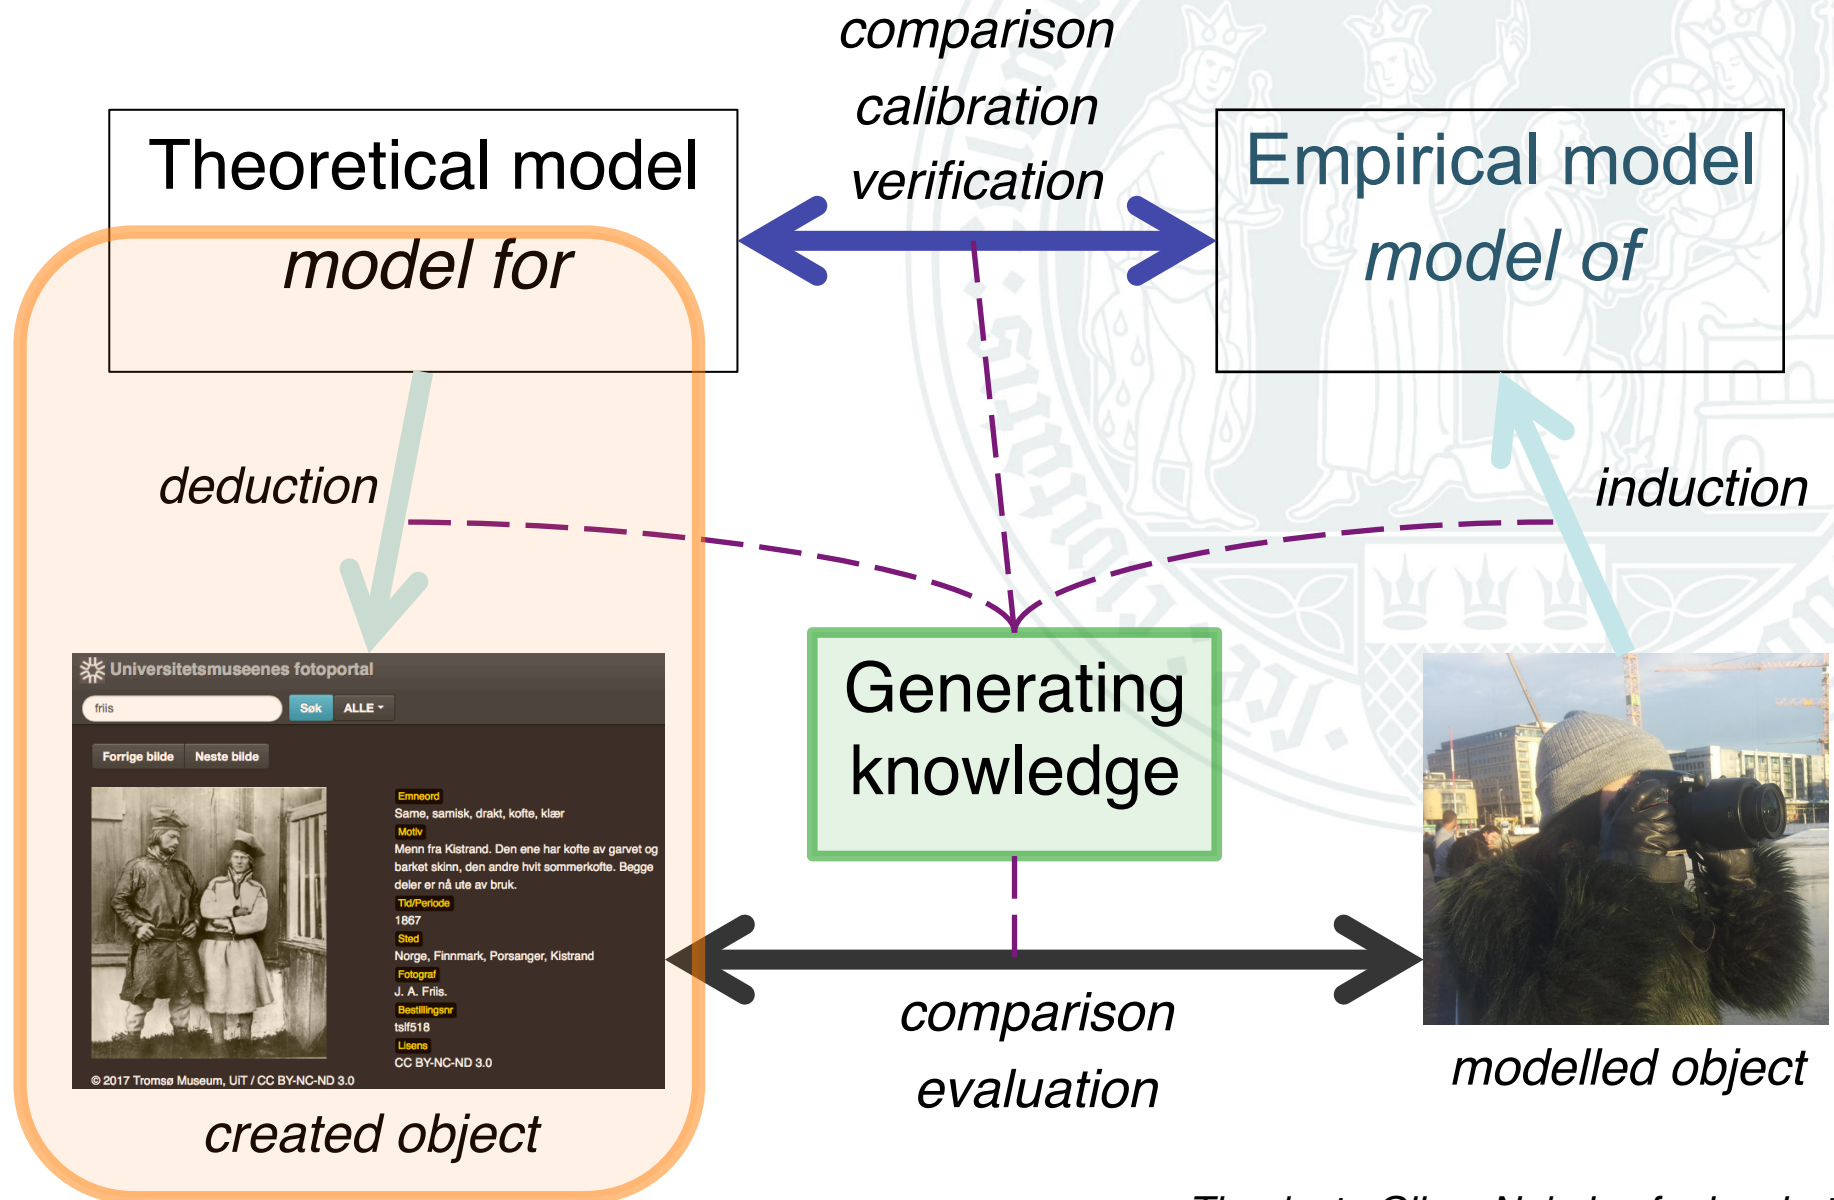 comparison
calibration
verification
Theoretical model
model for
Empirical model
model of
deduction
induction
Generating
knowledge
Universitetsmuseenes fotoportal
friis
Søk
ALLE
Forrige bilde
Neste bilde
Emneord
Same, samisk, drakt, kofte, klær
Motiv
Menn fra Kistrand. Den ene har kofte av garvet og
barket skinn, den andre hvit sommerkofte. Begge
deler er nå ute av bruk.
Tid/Periode
1867
Sted
Norge, Finnmark, Porsanger, Kistrand
Fotograf
J. A. Friis.
Bestillingsnr
tslf518
Lisens
CC BY-NC-ND 3.0
© 2017 Tromsø Museum, UiT / CC BY-NC-ND 3.0
created object
comparison
evaluation
modelled object